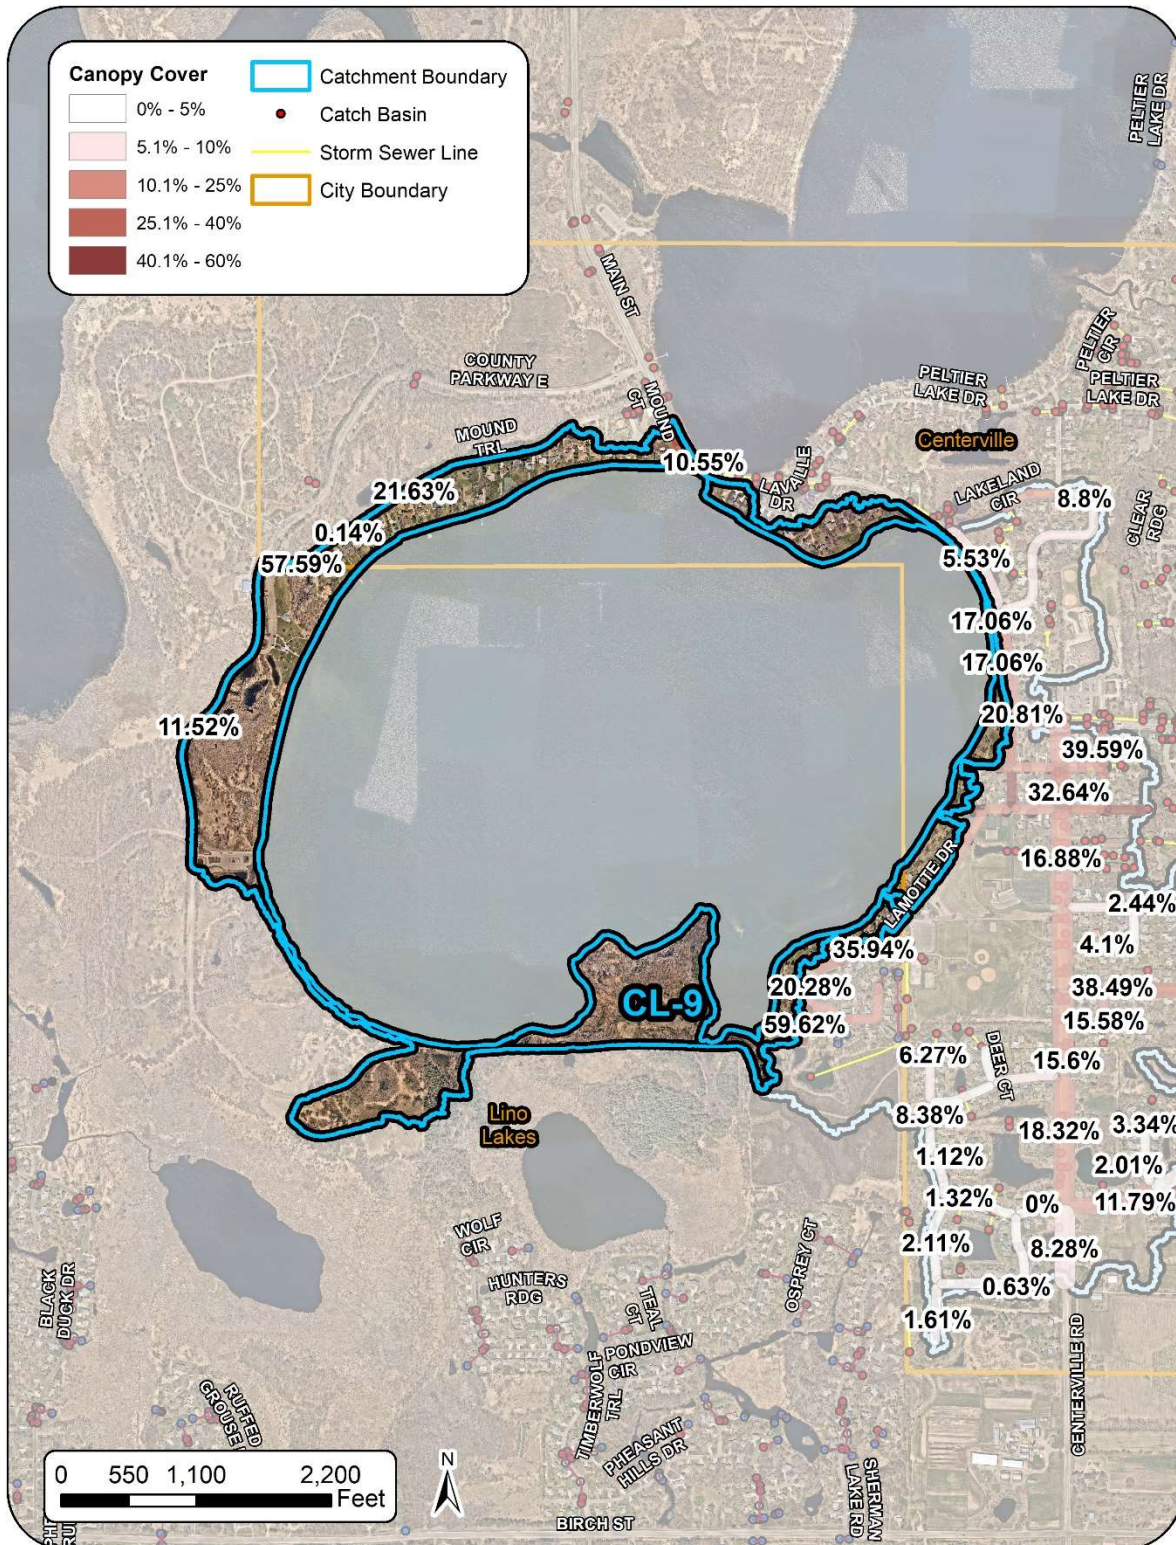 Canopy Cover
0% - 5%
5.1% - 10%
10.1% - 25%
25.1% - 40%
40.1% - 60%
Catchment Boundary
Catch Basin
Storm Sewer Line
City Boundary
PELTIER
LAKE DR
MAIN ST
COUNTY
PARKWAY E
MOUND
CT
MOUND
TRL
PELTIER
CIR
PELTIER
LAKE DR
PELTIER
LAKE DR
Centerville
LAVALLE
DR
LAKELAND
CIR
CLEAR
RDG
10.55%
21.63%
0.14%
57.59%
8.8%
5.53%
17.06%
17.06%
11.52%
20.81%
39.59%
32.64%
16.88%
LAMOTTE DR
2.44%
35.94%
4.1%
20.28%
38.49%
CL-9
59.62%
15.58%
6.27%
DEER CT
15.6%
Lino
Lakes
8.38%
18.32%
3.34%
1.12%
2.01%
1.32%
0%
11.79%
2.11%
8.28%
0.63%
1.61%
WOLF
CIR
HUNTERS
RDG
TEAL
CT
OSPREY CT
BLACK
DUCK DR
PONDVIEW
CIR
TIMBERWOLF
TRL
CENTERVILLE RD
RUFFED
GROUSE
PHEASANT
HILLS DR
SHERMAN
LAKE RD
0 550 1,100 2,200
Feet
N
BIRCH ST